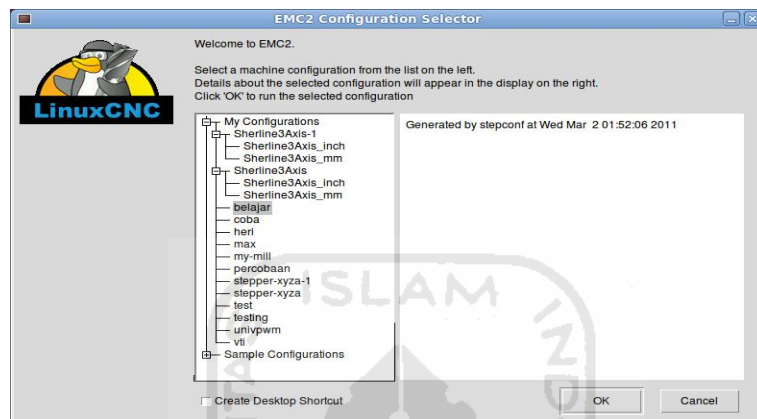 EMC2 Configuration Selector
LinuxCNC
Welcome to EMC2.
Select a machine configuration from the list on the left.
Details about the selected configuration will appear in the display on the right.
Click 'OK' to run the selected configuration
My Configurations
Sherline3Axis-1
Sherline3Axis_inch
Sherline3Axis_mm
Sherline3Axis
Sherline3Axis_inch
Sherline3Axis_mm
belajar
coba
heri
max
my-mill
percobaan
stepper-xyza-1
stepper-xyza
test
testing
univpwm
vti
Sample Configurations
Generated by stepconf at Wed Mar 2 01:52:06 2011
ISLAM
Create Desktop Shortcut
OK
Cancel